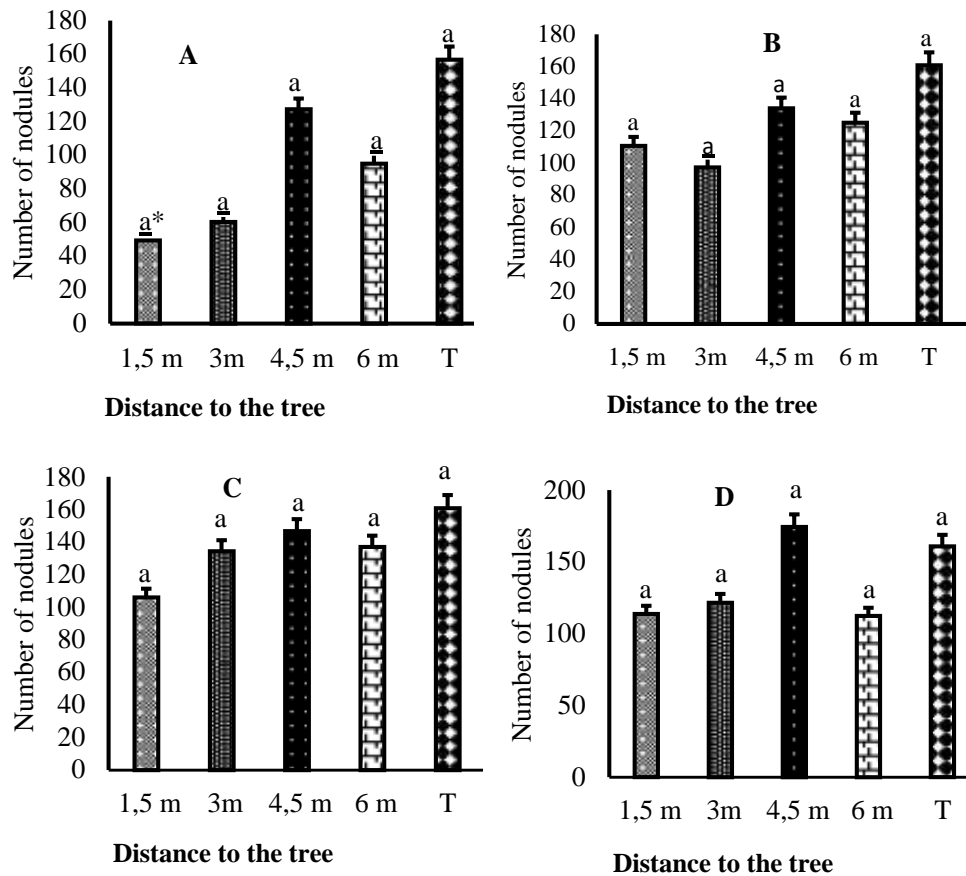 A
Number of nodules
180
160
140
120
100
80
60
40
20
0
a*
a
a
a
a
1,5 m 3m 4,5 m 6 m T
Distance to the tree
B
Number of nodules
180
160
140
120
100
80
60
40
20
0
a
a
a
a
a
1,5 m 3m 4,5 m 6 m T
Distance to the tree
C
Number of nodules
180
160
140
120
100
80
60
40
20
0
a
a
a
a
a
1,5 m 3m 4,5 m 6 m T
Distance to the tree
D
Number of nodules
200
150
100
50
0
a
a
a
a
a
1,5 m 3m 4,5 m 6 m T
Distance to the tree